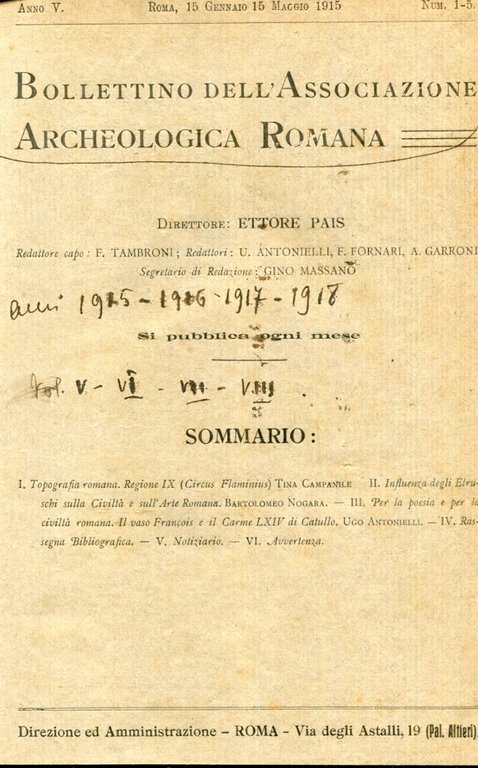 ANNO V. ROMA, 15 GENNAIO 15 MAGGIO 1915 NUM. 1-5.
BOLLETTINO DELL'ASSOCIAZIONE
ARCHEOLOGICA ROMANA
DIRETTORE: ETTORE PAIS
Redattore capo: F. TAMBRONI; Redattori: U. ANTONIELLI, F. FORNARI, A. GARRONI
Segretario di Redazione: GINO MASSANO
anni 1915 - 1916 - 1917 - 1918
Si pubblica ogni mese
Vol. V - VI - VII - VIII.
SOMMARIO:
I. Topografia romana. Regione IX (Circus Flaminius) TINA CAMPANILE II. Influenza degli Etru-
schi sulla Civiltà e sull'Arte Romana. BARTOLOMEO NOGARA. — III. Per la poesia e per la
civiltà romana. Il vaso François e il Carme LXIV di Catullo. UGO ANTONIELLI. — IV. Ras-
segna Bibliografica. — V. Notiziario. — VI. Avvertenza.
Direzione ed Amministrazione - ROMA - Via degli Astalli, 19 (Pal. Altieri)